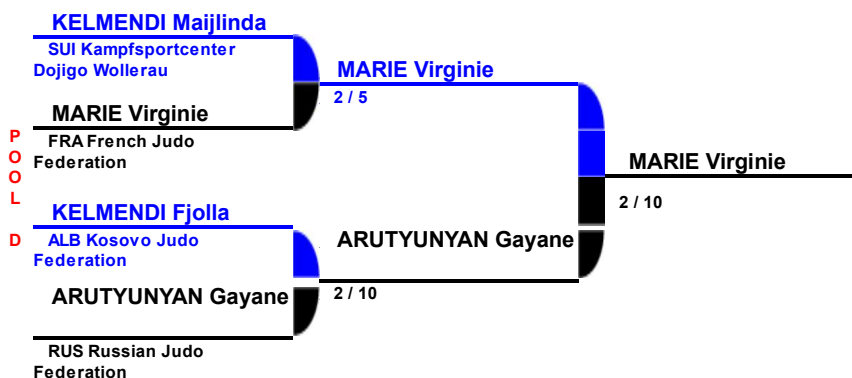 KELMENDI Maijlinda
SUI Kampfsportcenter
Dojigo Wollerau
MARIE Virginie
FRA French Judo
Federation
POOL D
KELMENDI Fjolla
ALB Kosovo Judo
Federation
ARUTYUNYAN Gayane
RUS Russian Judo
Federation
MARIE Virginie
2 / 5
ARUTYUNYAN Gayane
2 / 10
MARIE Virginie
2 / 10